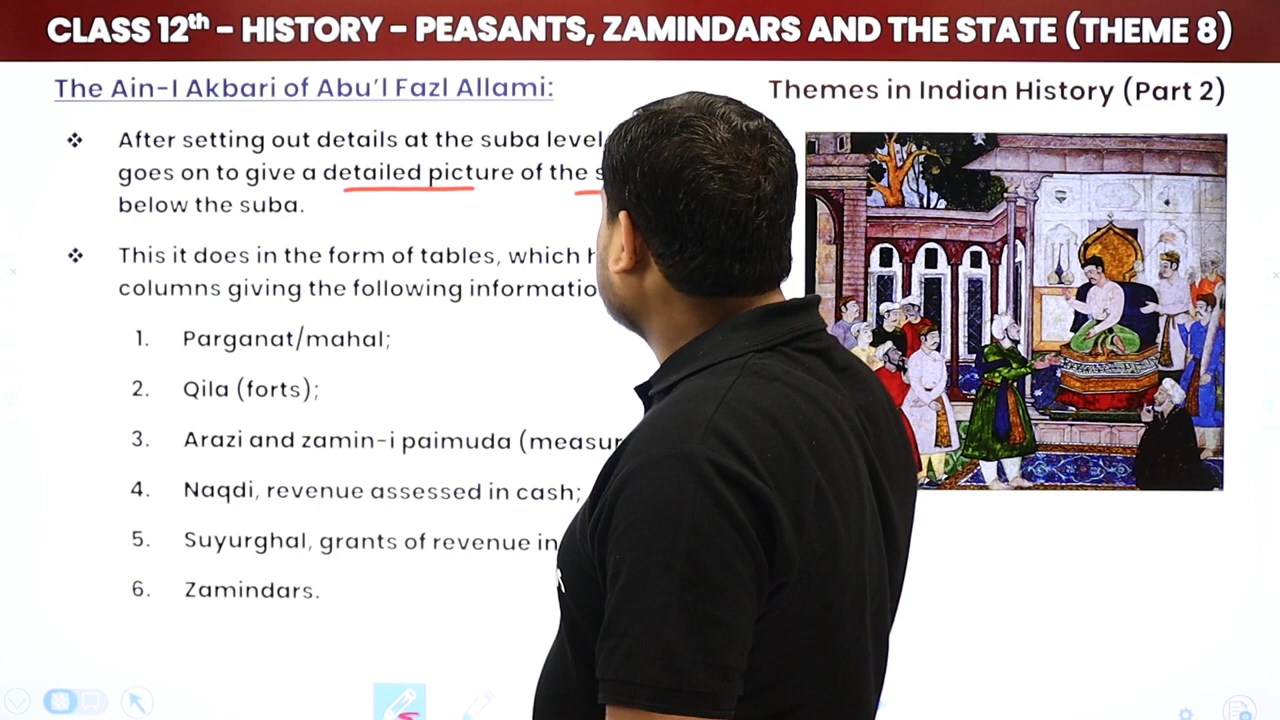 CLASS 12th – HISTORY – PEASANTS, ZAMINDARS AND THE STATE (THEME 8)
The Ain-I Akbari of Abu'l Fazl Allami:
Themes in Indian History (Part 2)
❖ After setting out details at the suba level
goes on to give a detailed picture of the
below the suba.
❖ This it does in the form of tables, which
columns giving the following
1. Parganat/mahal;
2. Qila (forts);
3. Arazi and zamin-i paimuda
4. Naqdi, revenue assessed in cash;
5. Suyurghal, grants of revenue in
6. Zamindars.